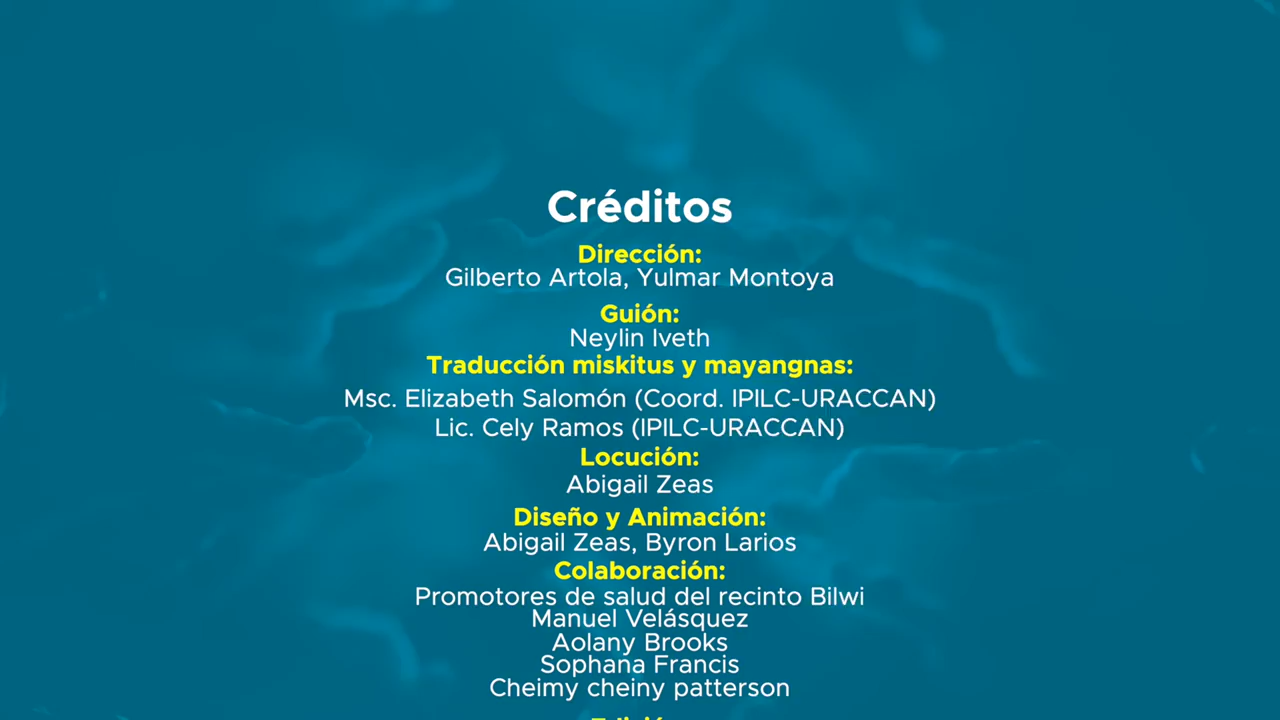 Créditos
Dirección:
Gilberto Artola, Yulmar Montoya
Guión:
Neylin Iveth
Traducción miskitus y mayangnas:
Msc. Elizabeth Salomón (Coord. IPILC-URACCAN)
Lic. Cely Ramos (IPILC-URACCAN)
Locución:
Abigail Zeas
Diseño y Animación:
Abigail Zeas, Byron Larios
Colaboración:
Promotores de salud del recinto Bilwi
Manuel Velásquez
Aolany Brooks
Sophana Francis
Cheimy cheiny patterson